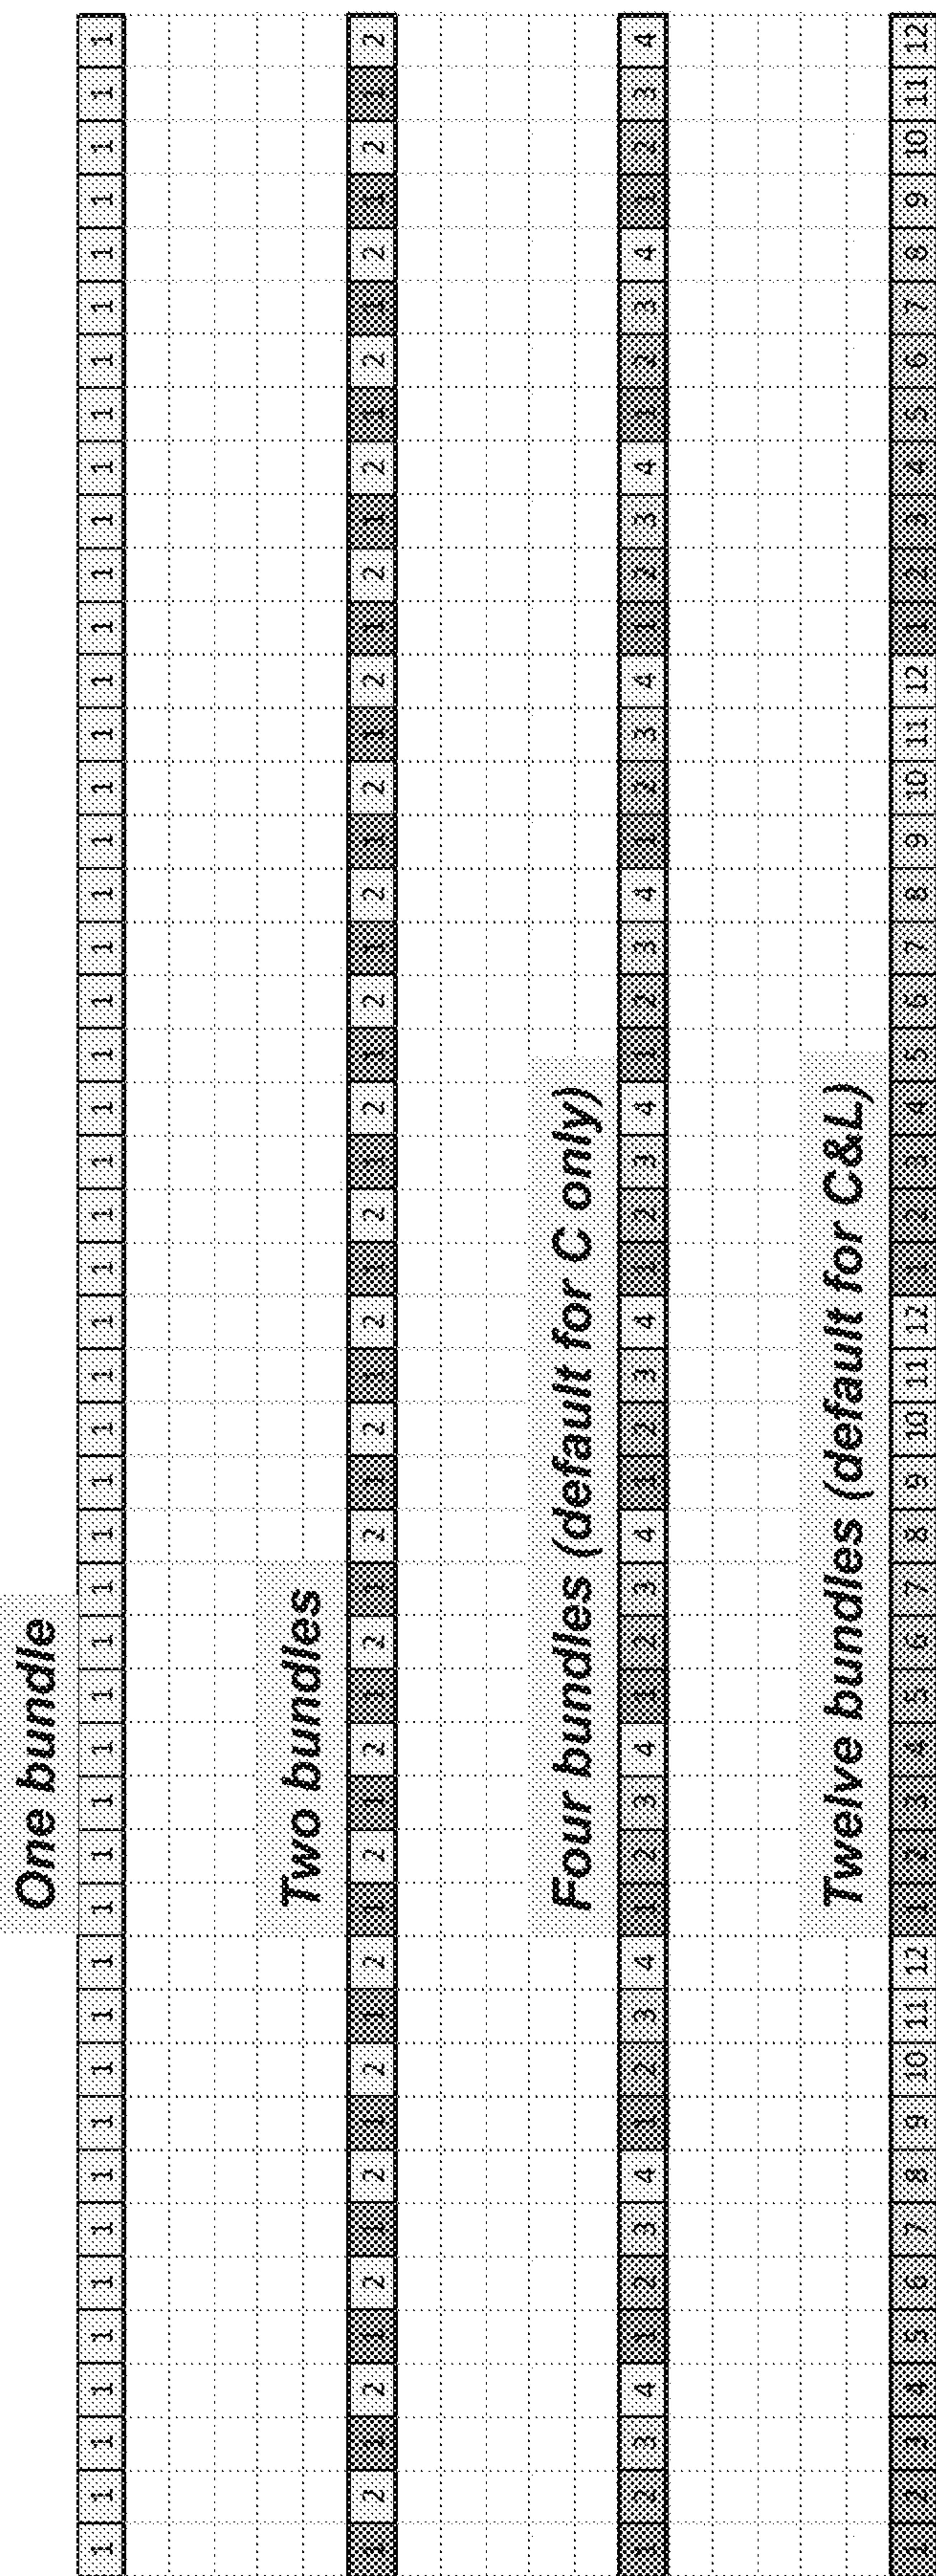 One bundle
1 1 1 1 1 1 1 1 1 1 1 1 1 1 1 1 1 1 1 1 1 1 1 1 1 1 1 1 1 1 1 1 1 1 1 1 1 1 1 1 1 1 1 1 1 1 1 1
Two bundles
1 2 1 2 1 2 1 2 1 2 1 2 1 2 1 2 1 2 1 2 1 2 1 2 1 2 1 2 1 2 1 2 1 2 1 2 1 2 1 2 1 2 1 2 1 2 1 2
Four bundles (default for C only)
1 2 3 4 1 2 3 4 1 2 3 4 1 2 3 4 1 2 3 4 1 2 3 4 1 2 3 4 1 2 3 4 1 2 3 4 1 2 3 4 1 2 3 4 1 2 3 4
Twelve bundles (default for C&L)
1 2 3 4 5 6 7 8 9 10 11 12 1 2 3 4 5 6 7 8 9 10 11 12 1 2 3 4 5 6 7 8 9 10 11 12 1 2 3 4 5 6 7 8 9 10 11 12